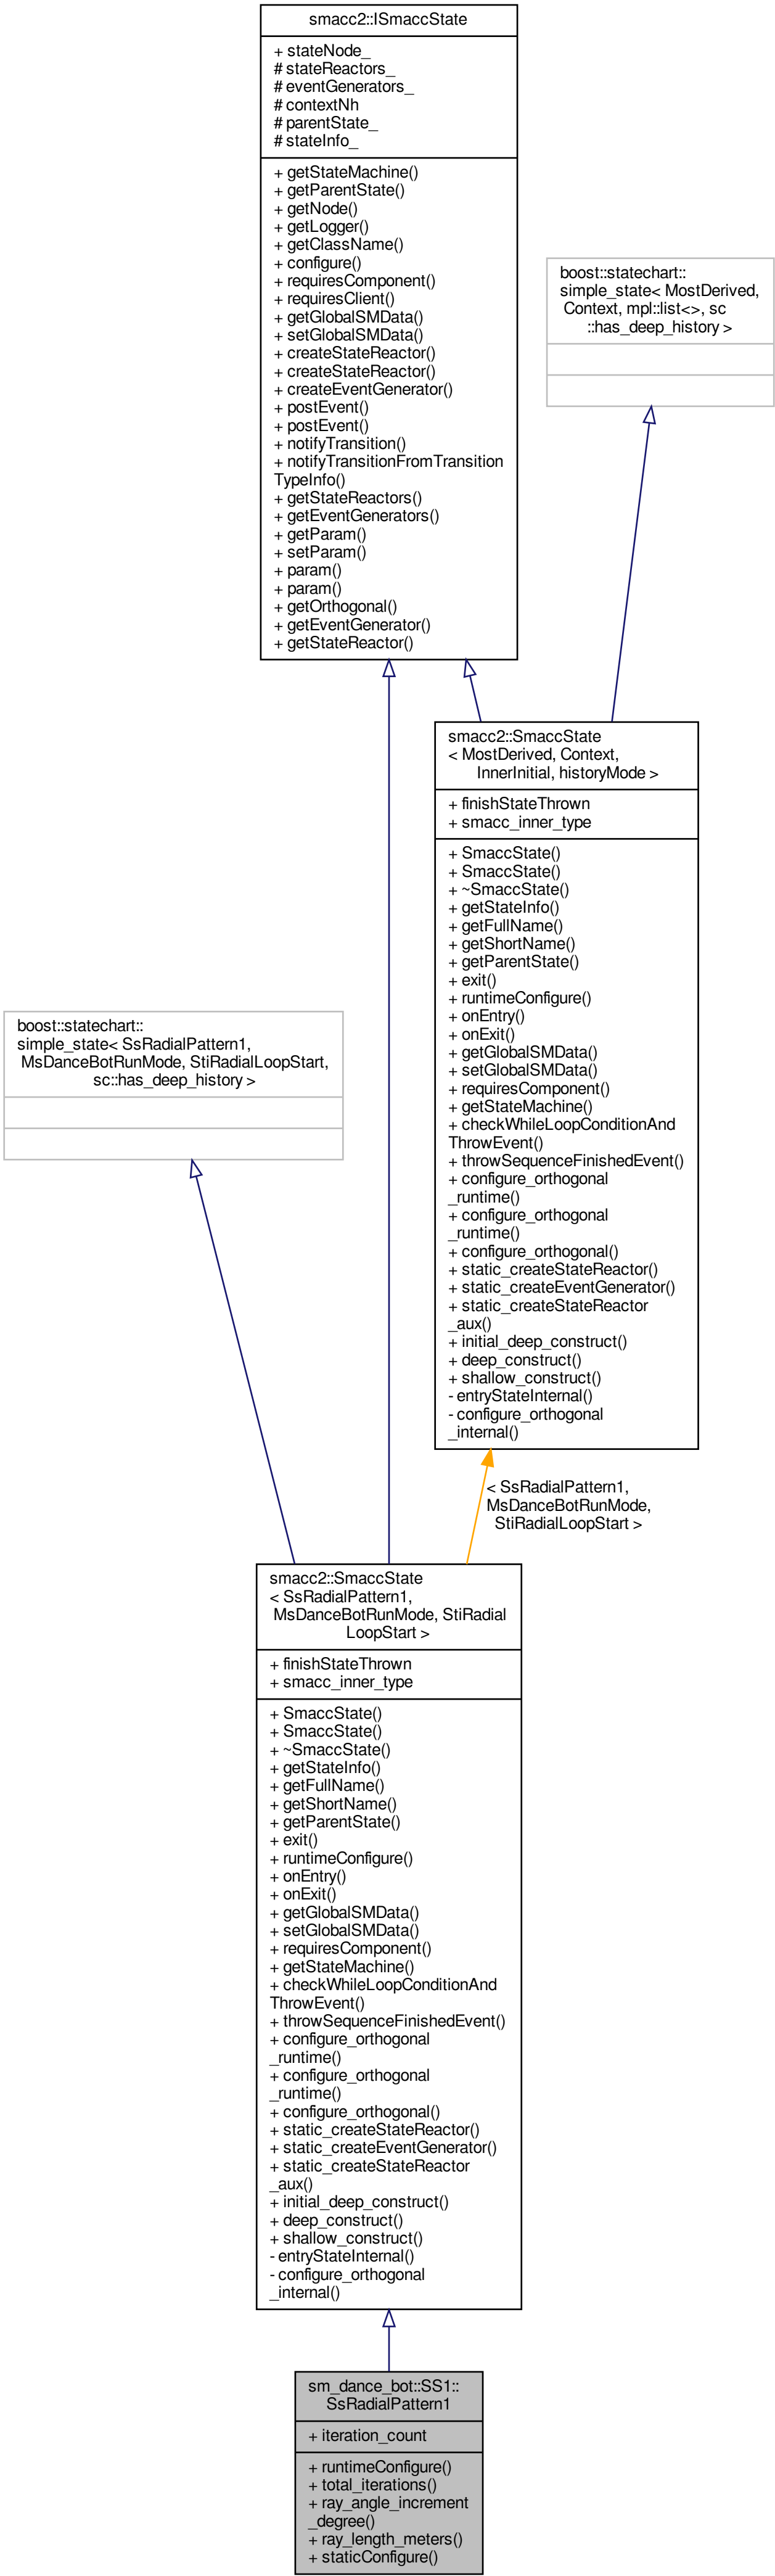 smacc2::ISmaccState
+ stateNode_
# stateReactors_
# eventGenerators_
# contextNh
# parentState_
# stateInfo_
+ getStateMachine()
+ getParentState()
+ getNode()
+ getLogger()
+ getClassName()
+ configure()
+ requiresComponent()
+ requiresClient()
+ getGlobalSMData()
+ setGlobalSMData()
+ createStateReactor()
+ createStateReactor()
+ createEventGenerator()
+ postEvent()
+ postEvent()
+ notifyTransition()
+ notifyTransitionFromTransition
TypeInfo()
+ getStateReactors()
+ getEventGenerators()
+ getParam()
+ setParam()
+ param()
+ param()
+ getOrthogonal()
+ getEventGenerator()
+ getStateReactor()
boost::statechart::
simple_state< MostDerived,
Context, mpl::list<>, sc
::has_deep_history >
smacc2::SmaccState
< MostDerived, Context,
InnerInitial, historyMode >
+ finishStateThrown
+ smacc_inner_type
+ SmaccState()
+ SmaccState()
+ ~SmaccState()
+ getStateInfo()
+ getFullName()
+ getShortName()
+ getParentState()
+ exit()
+ runtimeConfigure()
+ onEntry()
+ onExit()
+ getGlobalSMData()
+ setGlobalSMData()
+ requiresComponent()
+ getStateMachine()
+ checkWhileLoopConditionAnd
ThrowEvent()
+ throwSequenceFinishedEvent()
+ configure_orthogonal
_runtime()
+ configure_orthogonal
_runtime()
+ configure_orthogonal()
+ static_createStateReactor()
+ static_createEventGenerator()
+ static_createStateReactor
_aux()
+ initial_deep_construct()
+ deep_construct()
+ shallow_construct()
- entryStateInternal()
- configure_orthogonal
_internal()
boost::statechart::
simple_state< SsRadialPattern1,
MsDanceBotRunMode, StiRadialLoopStart,
sc::has_deep_history >
< SsRadialPattern1,
MsDanceBotRunMode,
StiRadialLoopStart >
smacc2::SmaccState
< SsRadialPattern1,
MsDanceBotRunMode, StiRadial
LoopStart >
+ finishStateThrown
+ smacc_inner_type
+ SmaccState()
+ SmaccState()
+ ~SmaccState()
+ getStateInfo()
+ getFullName()
+ getShortName()
+ getParentState()
+ exit()
+ runtimeConfigure()
+ onEntry()
+ onExit()
+ getGlobalSMData()
+ setGlobalSMData()
+ requiresComponent()
+ getStateMachine()
+ checkWhileLoopConditionAnd
ThrowEvent()
+ throwSequenceFinishedEvent()
+ configure_orthogonal
_runtime()
+ configure_orthogonal
_runtime()
+ configure_orthogonal()
+ static_createStateReactor()
+ static_createEventGenerator()
+ static_createStateReactor
_aux()
+ initial_deep_construct()
+ deep_construct()
+ shallow_construct()
- entryStateInternal()
- configure_orthogonal
_internal()
sm_dance_bot::SS1::
SsRadialPattern1
+ iteration_count
+ runtimeConfigure()
+ total_iterations()
+ ray_angle_increment
_degree()
+ ray_length_meters()
+ staticConfigure()